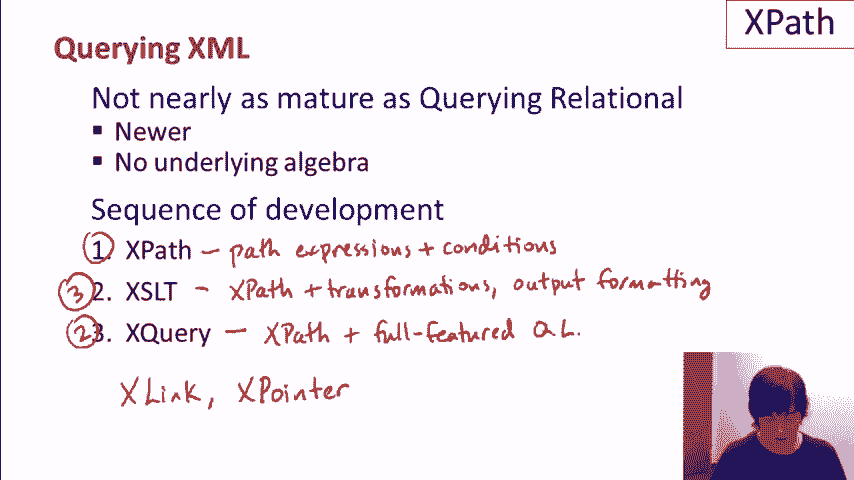 XPath
Querying XML
Not nearly as mature as Querying Relational
▪ Newer
▪ No underlying algebra
Sequence of development
① 1. XPath — path expressions + conditions
③ 2. XSLT - XPath + transformations, output formatting
② 3. XQuery — XPath + full-featured Q.L.
XLink, XPointer